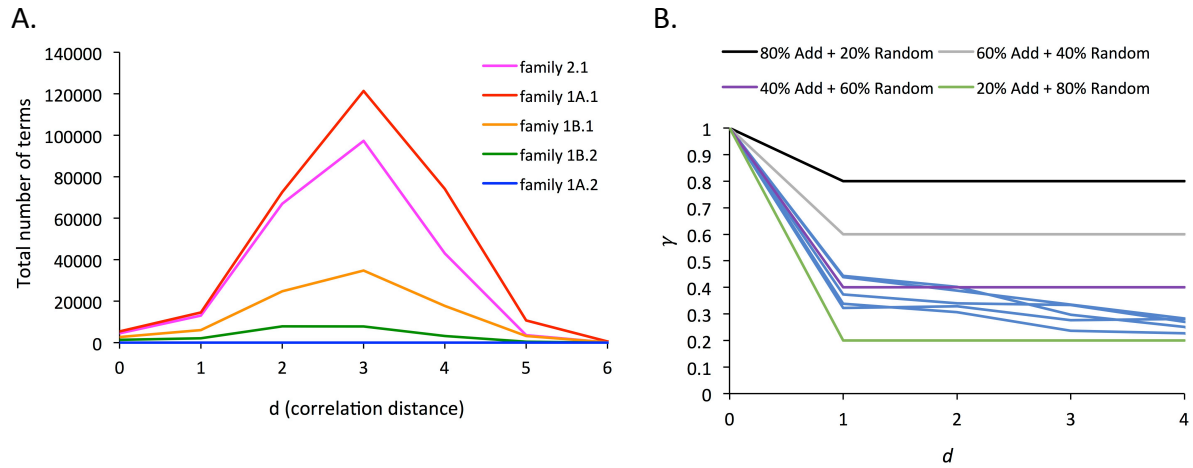 A.
Total number of terms
140000
120000
100000
80000
60000
40000
20000
0
0 1 2 3 4 5 6
d (correlation distance)
family 2.1
family 1A.1
famiy 1B.1
family 1B.2
family 1A.2
B.
80% Add + 20% Random 60% Add + 40% Random
40% Add + 60% Random 20% Add + 80% Random
γ
1
0.9
0.8
0.7
0.6
0.5
0.4
0.3
0.2
0.1
0
0 1 2 3 4
d